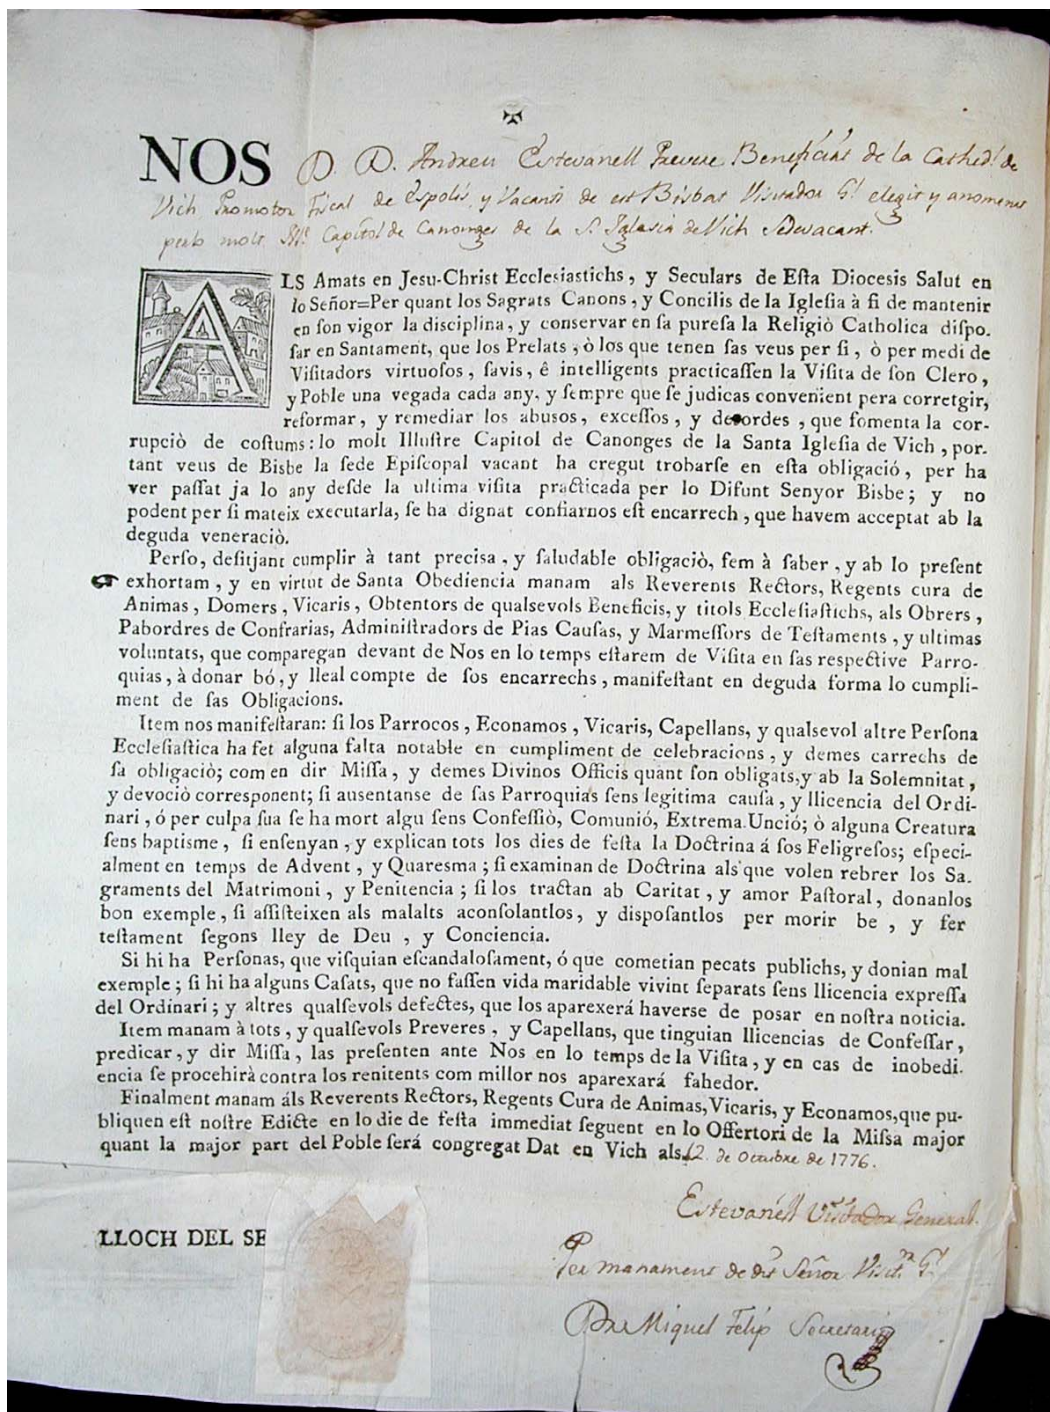 NOS D. D. Andreu Estevanell Prevere Beneficiat de la Cathed.l de
Vich Promotor Fiscal de Espolis, y Vacants de est Bisbat Visitador G.l elegit y anomenat
perlo molt Ill.e Capitol de Canonges de la S.ta Iglesia de Vich Sedevacant.
ALS Amats en Jesu-Christ Ecclesiastichs, y Seculars de Eſta Diocesis Salut en
lo Señor=Per quant los Sagrats Canons, y Concilis de la Igleſia à fi de mantenir
en ſon vigor la disciplina, y conservar en ſa pureſa la Religiò Catholica diſpo.
ſar en Santament, que los Prelats, ò los que tenen ſas veus per ſi, ò per medi de
Viſitadors virtuoſos, ſavis, ê intelligents practicaſſen la Viſita de ſon Clero,
y Poble una vegada cada any, y ſempre que ſe judicas convenient pera corretgir,
reformar, y remediar los abusos, exceſſos, y desordes, que fomenta la cor-
rupciò de coſtums: lo molt Illuſtre Capitol de Canonges de la Santa Igleſia de Vich, por-
tant veus de Bisbe la ſede Epiſcopal vacant ha cregut trobarſe en eſta obligació, per ha
ver paſſat ja lo any desde la ultima viſita practicada per lo Difunt Senyor Bisbe; y no
podent per ſi mateix executarla, ſe ha dignat confiarnos eſt encarrech, que havem acceptat ab la
deguda veneraciò.
Perſo, deſitjant cumplir à tant precisa, y ſaludable obligaciò, fem à ſaber, y ab lo preſent
exhortam, y en virtut de Santa Obediencia manam als Reverents Rectors, Regents cura de
Animas, Domers, Vicaris, Obtentors de qualsevols Beneficis, y titols Eccleſiaſtichs, als Obrers,
Pabordres de Confrarias, Adminiſtradors de Pias Cauſas, y Marmeſſors de Teſtaments, y ultimas
voluntats, que comparegan devant de Nos en lo temps eſtarem de Viſita en ſas reſpective Parro-
quias, à donar bó, y lleal compte de ſos encarrechs, manifeſtant en deguda forma lo cumpli-
ment de ſas Obligacions.
Item nos manifeſtaran: ſi los Parrocos, Econamos, Vicaris, Capellans, y qualsevol altre Perſona
Eccleſiaſtica ha fet alguna falta notable en cumpliment de celebracions, y demes carrechs de
ſa obligaciò; com en dir Miſſa, y demes Divinos Officis quant ſon obligats, y ab la Solemnitat,
y devociò corresponent; ſi ausentanse de ſas Parroquias ſens legitima cauſa, y llicencia del Ordi-
nari, ó per culpa ſua ſe ha mort algu ſens Confeſſiò, Comunió, Extrema Unció; ò alguna Creatura
ſens baptisme, ſi enſenyan, y explican tots los dies de feſta la Doctrina á ſos Feligreſos; eſpeci-
alment en temps de Advent, y Quaresma; ſi examinan de Doctrina als que volen rebrer los Sa-
graments del Matrimoni, y Penitencia; ſi los tractan ab Caritat, y amor Paſtoral, donanlos
bon exemple, ſi aſſiſteixen als malalts aconſolantlos, y dispoſantlos per morir be, y fer
teſtament ſegons lley de Deu, y Conciencia.
Si hi ha Perſonas, que viſquian eſcandaloſament, ó que cometian pecats publichs, y donian mal
exemple; ſi hi ha alguns Caſats, que no faſſen vida maridable vivint ſeparats ſens llicencia expreſſa
del Ordinari; y altres qualſevols defectes, que los aparexerá haverse de posar en noſtra noticia.
Item manam à tots, y qualſevols Preveres, y Capellans, que tinguian llicencias de Confeſſar,
predicar, y dir Miſſa, las preſenten ante Nos en lo temps de la Viſita, y en cas de inobedi-
encia ſe procehirà contra los renitents com millor nos aparexará fahedor.
Finalment manam áls Reverents Rectors, Regents Cura de Animas, Vicaris, y Econamos, que pu-
bliquen eſt noſtre Edicte en lo die de feſta immediat ſeguent en lo Offertori de la Miſsa major
quant la major part del Poble ſerá congregat Dat en Vich als 12 de Octubre de 1776.
Estevanell Visitador General.
LLOCH DEL SE
Per manament de dit Señor Visit.r G.l
Miquel Felip Secretari